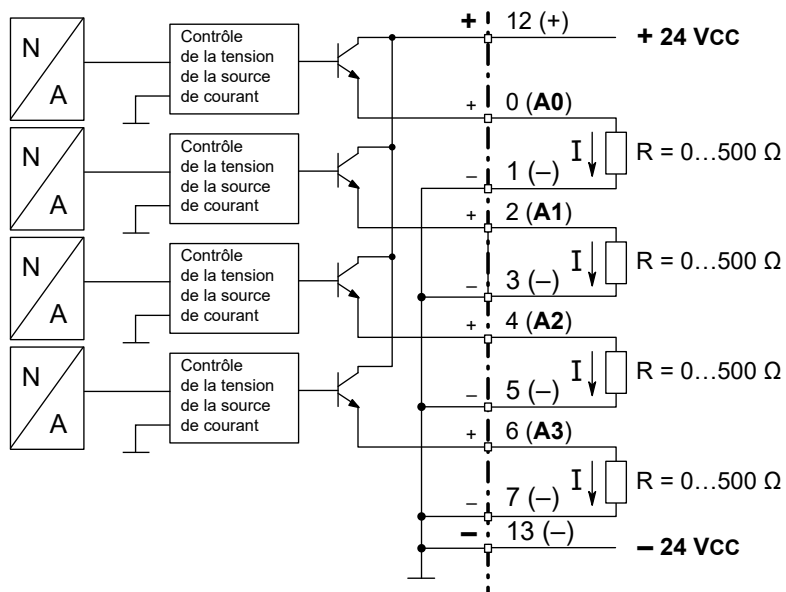 + 12 (+) + 24 VCC
N
A
Contrôle
de la tension
de la source
de courant
+ 0 (A0)
I R = 0…500 Ω
– 1 (–)
N
A
Contrôle
de la tension
de la source
de courant
+ 2 (A1)
I R = 0…500 Ω
– 3 (–)
N
A
Contrôle
de la tension
de la source
de courant
+ 4 (A2)
I R = 0…500 Ω
– 5 (–)
N
A
Contrôle
de la tension
de la source
de courant
+ 6 (A3)
I R = 0…500 Ω
– 7 (–)
– 13 (–) – 24 VCC